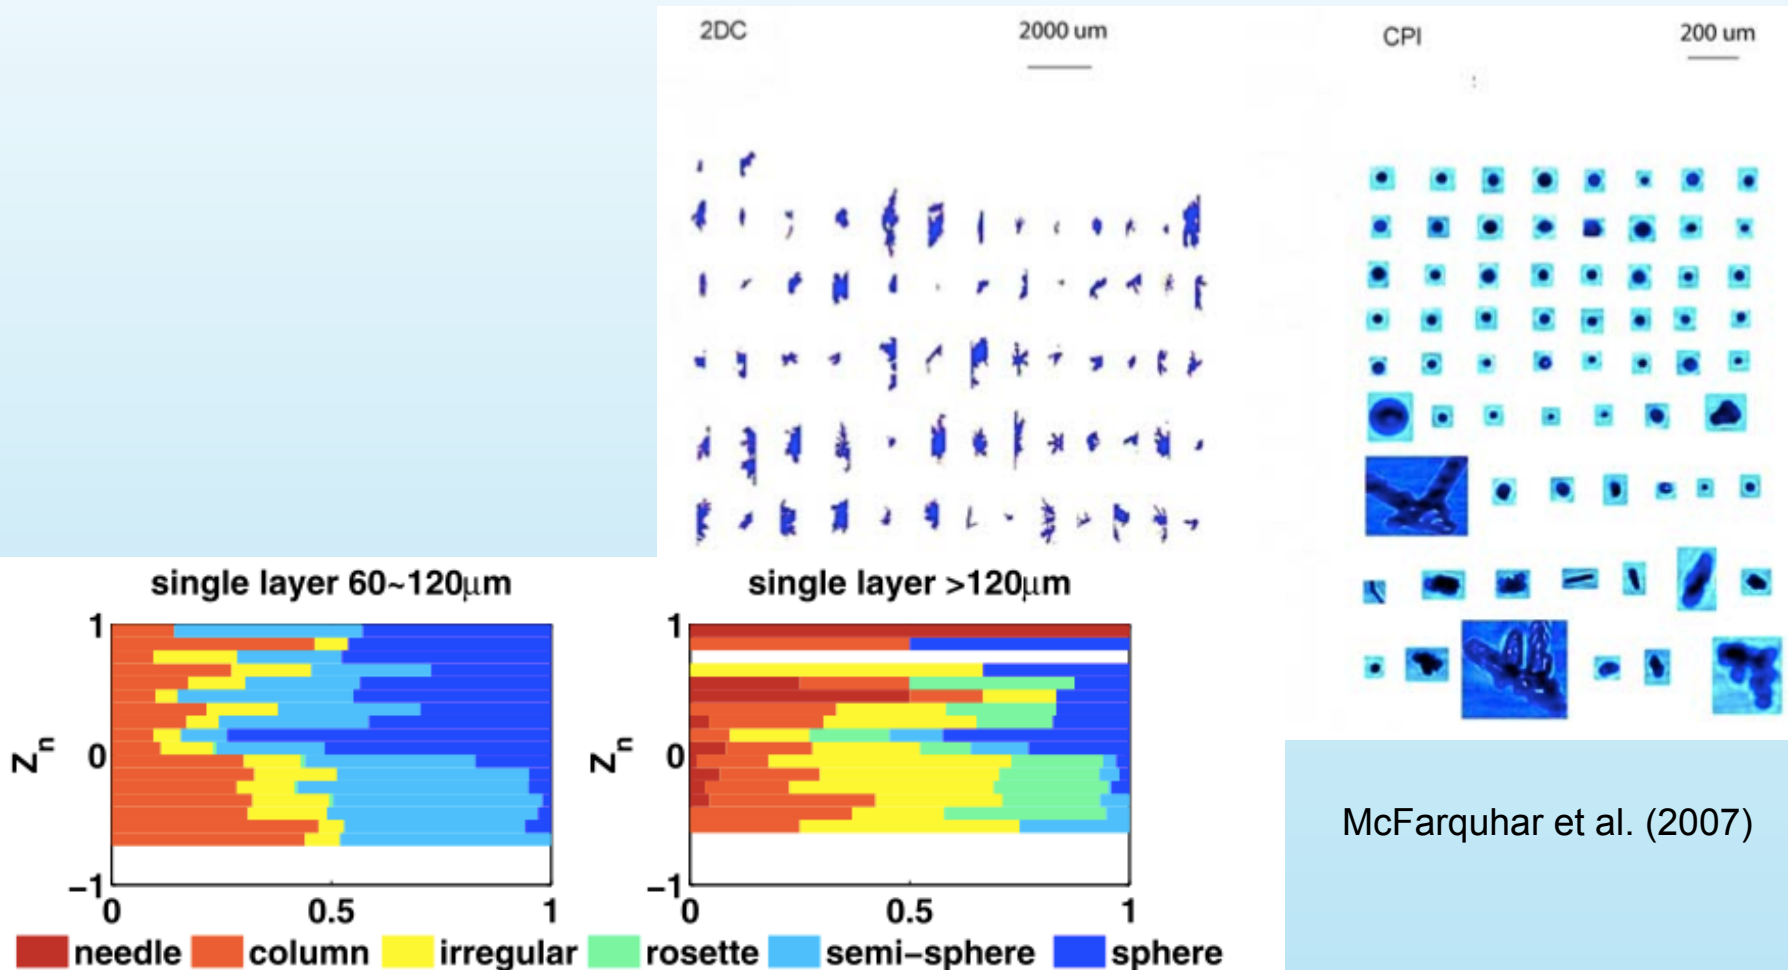 2DC
2000 um
CPI
200 um
single layer 60~120μm
single layer >120μm
1
0
−1
Zn
0
0.5
1
1
0
−1
Zn
0
0.5
1
needle
column
irregular
rosette
semi−sphere
sphere
McFarquhar et al. (2007)